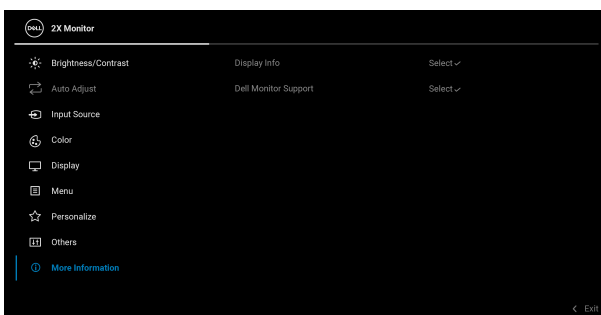 DELL 2X Monitor
Brightness/Contrast Display Info Select
Auto Adjust Dell Monitor Support Select
Input Source
Color
Display
Menu
Personalize
Others
More Information
Exit